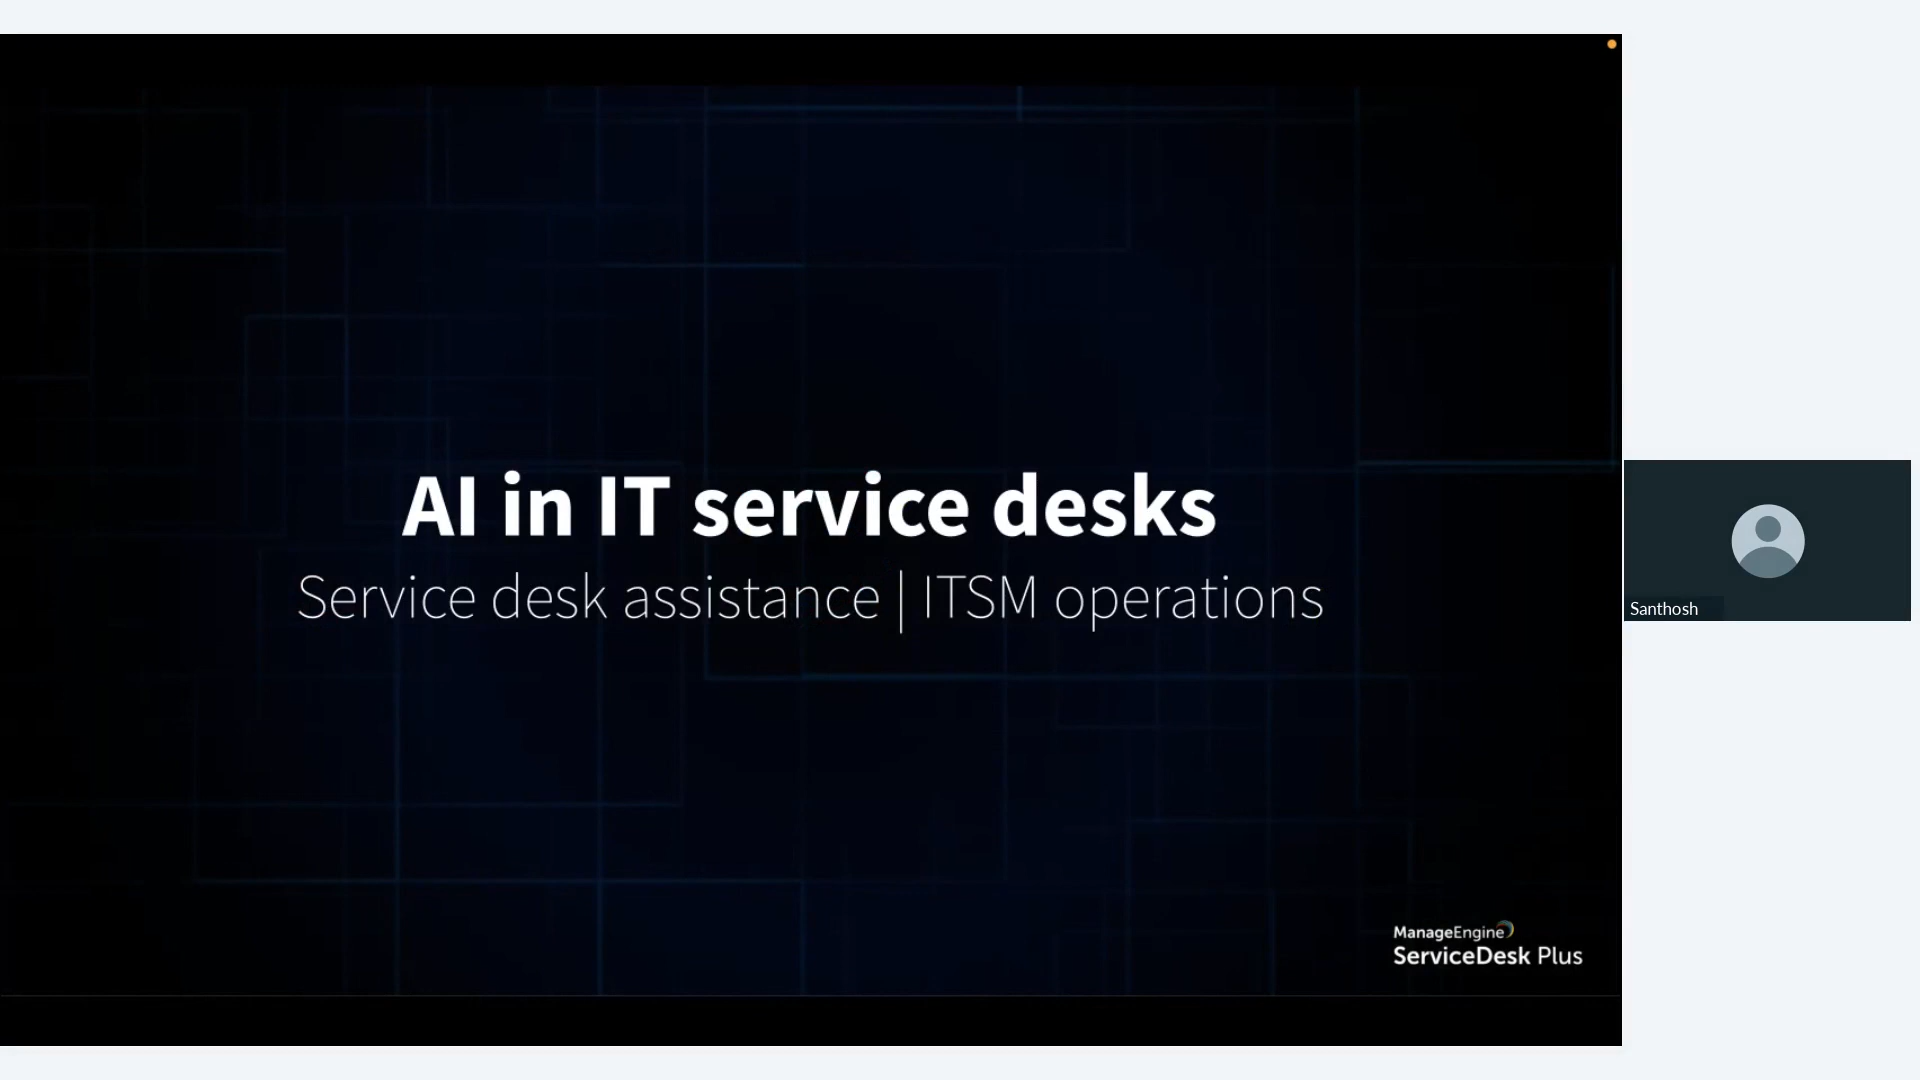 AI in IT service desks
Service desk assistance | ITSM operations
Santhosh
ManageEngine
ServiceDesk Plus